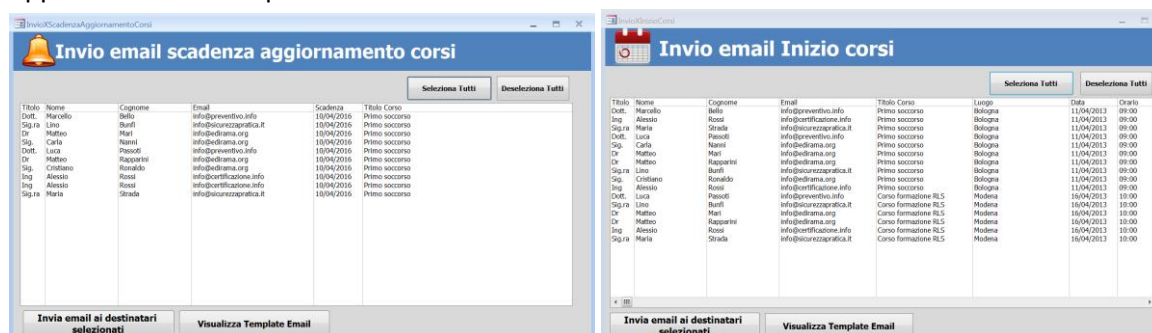 InvioXScadenzaAggiornamentoCorsi
Invio email scadenza aggiornamento corsi
Seleziona Tutti Deseleziona Tutti
Titolo Nome Cognome Email Scadenza Titolo Corso
Dott. Marcello Bello info@preventivo.info 10/04/2016 Primo soccorso
Sig.ra Lino Bunfi info@sicurezzapratica.it 10/04/2016 Primo soccorso
Dr Matteo Mari info@edirama.org 10/04/2016 Primo soccorso
Sig. Carla Nanni info@edirama.org 10/04/2016 Primo soccorso
Dott. Luca Passoti info@preventivo.info 10/04/2016 Primo soccorso
Dr Matteo Rapparini info@edirama.org 10/04/2016 Primo soccorso
Sig. Cristiano Ronaldo info@edirama.org 10/04/2016 Primo soccorso
Ing Alessio Rossi info@certificazione.info 10/04/2016 Primo soccorso
Ing Alessio Rossi info@certificazione.info 10/04/2016 Primo soccorso
Sig.ra Maria Strada info@sicurezzapratica.it 10/04/2016 Primo soccorso
Invia email ai destinatari
selezionati
Visualizza Template Email
InvioXInizioCorsi
Invio email Inizio corsi
Seleziona Tutti Deseleziona Tutti
Titolo Nome Cognome Email Titolo Corso Luogo Data Orario
Dott. Marcello Bello info@preventivo.info Primo soccorso Bologna 11/04/2013 09:00
Ing Alessio Rossi info@certificazione.info Primo soccorso Bologna 11/04/2013 09:00
Sig.ra Maria Strada info@sicurezzapratica.it Primo soccorso Bologna 11/04/2013 09:00
Dott. Luca Passoti info@preventivo.info Primo soccorso Bologna 11/04/2013 09:00
Sig. Carla Nanni info@edirama.org Primo soccorso Bologna 11/04/2013 09:00
Dr Matteo Mari info@edirama.org Primo soccorso Bologna 11/04/2013 09:00
Dr Matteo Rapparini info@edirama.org Primo soccorso Bologna 11/04/2013 09:00
Sig.ra Lino Bunfi info@sicurezzapratica.it Primo soccorso Bologna 11/04/2013 09:00
Sig. Cristiano Ronaldo info@edirama.org Primo soccorso Bologna 11/04/2013 09:00
Ing Alessio Rossi info@certificazione.info Primo soccorso Bologna 11/04/2013 09:00
Dott. Luca Passoti info@preventivo.info Corso formazione RLS Modena 16/04/2013 10:00
Sig.ra Lino Bunfi info@sicurezzapratica.it Corso formazione RLS Modena 16/04/2013 10:00
Dr Matteo Mari info@edirama.org Corso formazione RLS Modena 16/04/2013 10:00
Dr Matteo Rapparini info@edirama.org Corso formazione RLS Modena 16/04/2013 10:00
Ing Alessio Rossi info@certificazione.info Corso formazione RLS Modena 16/04/2013 10:00
Sig.ra Maria Strada info@sicurezzapratica.it Corso formazione RLS Modena 16/04/2013 10:00
Invia email ai destinatari
selezionati
Visualizza Template Email